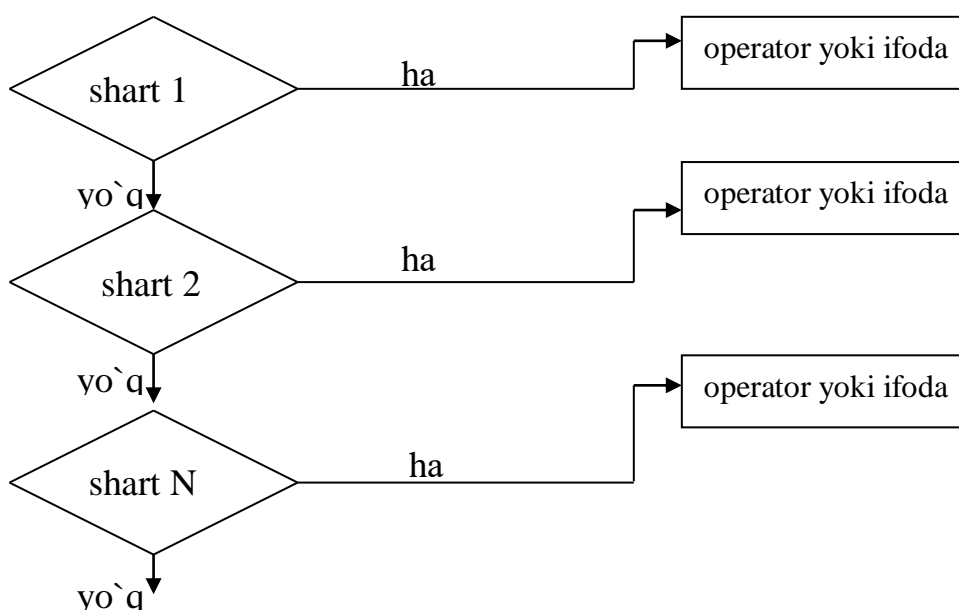 operator yoki ifoda
shart 1
ha
yo`q
operator yoki ifoda
shart 2
ha
yo`q
operator yoki ifoda
shart N
ha
yo`q